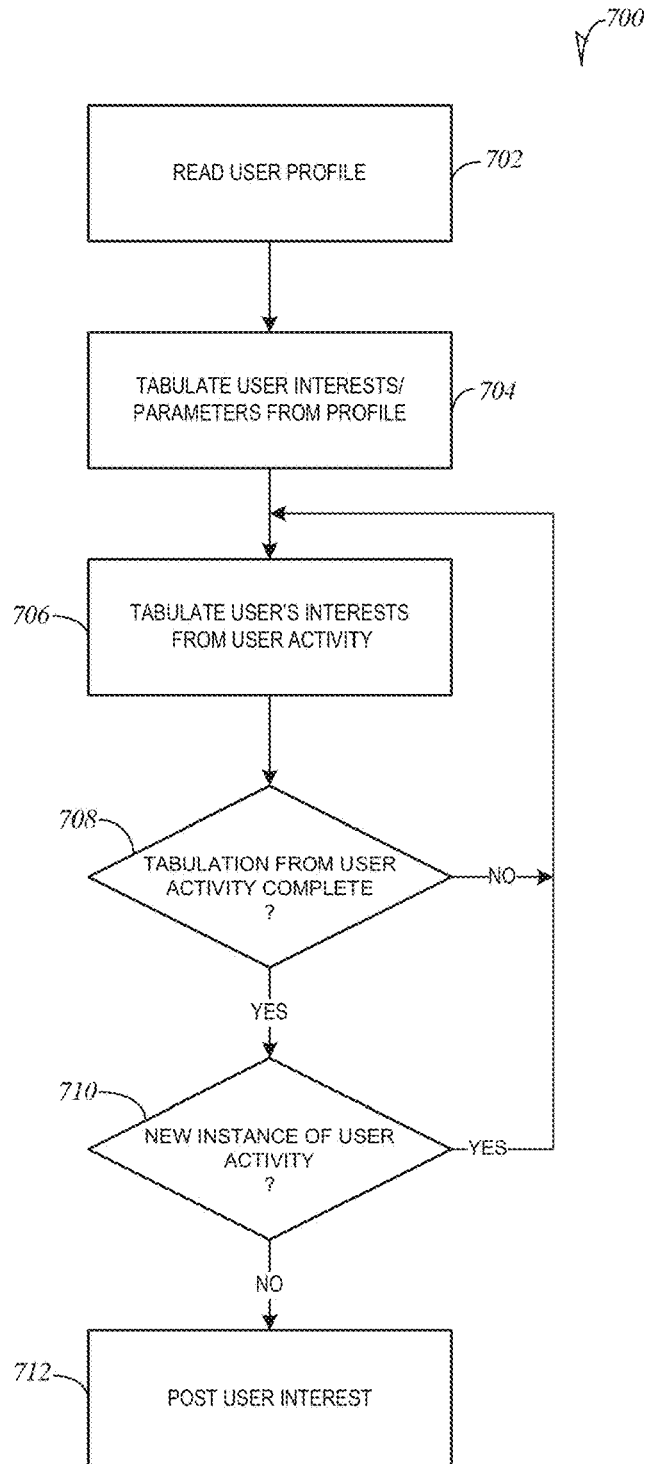 700
READ USER PROFILE
702
TABULATE USER INTERESTS/
PARAMETERS FROM PROFILE
704
706
TABULATE USER'S INTERESTS
FROM USER ACTIVITY
708
TABULATION FROM USER
ACTIVITY COMPLETE
?
NO
YES
710
NEW INSTANCE OF USER
ACTIVITY
?
YES
NO
712
POST USER INTEREST